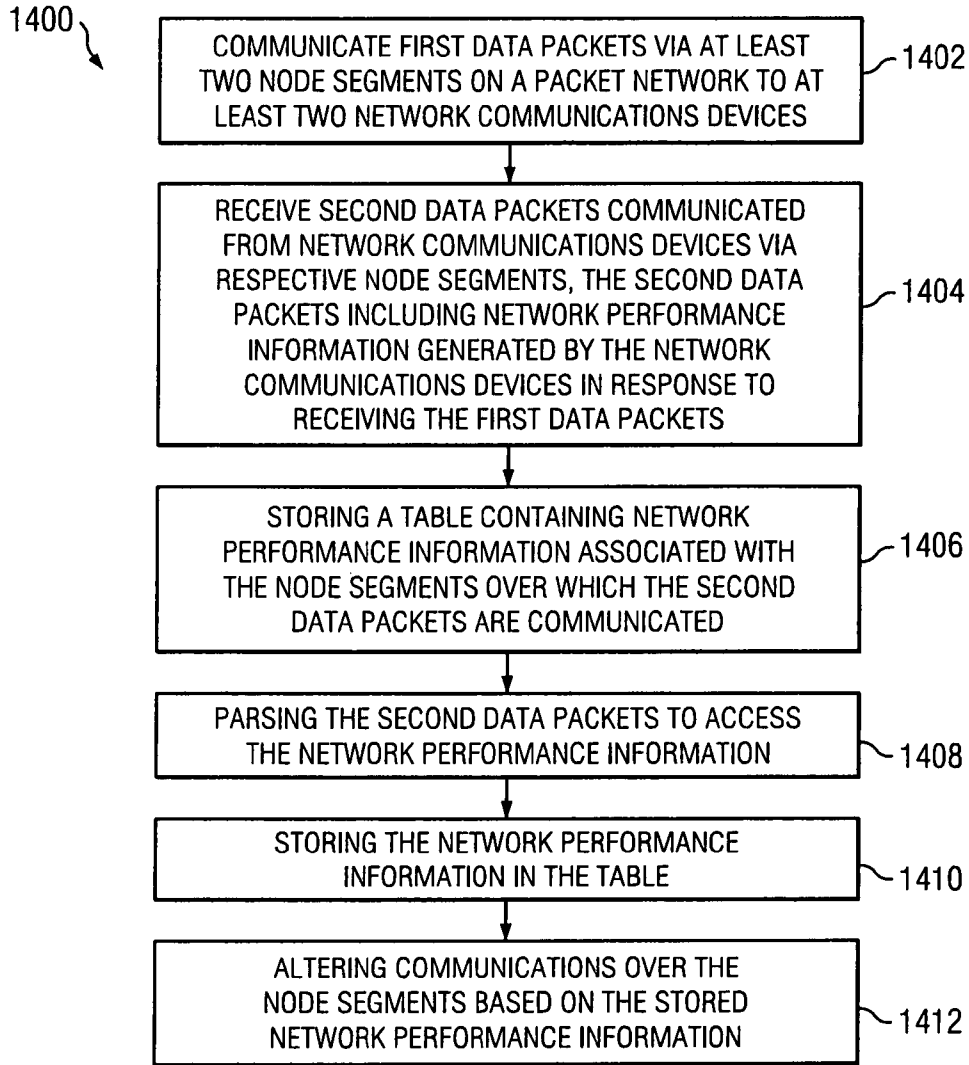 1400
COMMUNICATE FIRST DATA PACKETS VIA AT LEAST
TWO NODE SEGMENTS ON A PACKET NETWORK TO AT
LEAST TWO NETWORK COMMUNICATIONS DEVICES
1402
RECEIVE SECOND DATA PACKETS COMMUNICATED
FROM NETWORK COMMUNICATIONS DEVICES VIA
RESPECTIVE NODE SEGMENTS, THE SECOND DATA
PACKETS INCLUDING NETWORK PERFORMANCE
INFORMATION GENERATED BY THE NETWORK
COMMUNICATIONS DEVICES IN RESPONSE TO
RECEIVING THE FIRST DATA PACKETS
1404
STORING A TABLE CONTAINING NETWORK
PERFORMANCE INFORMATION ASSOCIATED WITH
THE NODE SEGMENTS OVER WHICH THE SECOND
DATA PACKETS ARE COMMUNICATED
1406
PARSING THE SECOND DATA PACKETS TO ACCESS
THE NETWORK PERFORMANCE INFORMATION
1408
STORING THE NETWORK PERFORMANCE
INFORMATION IN THE TABLE
1410
ALTERING COMMUNICATIONS OVER THE
NODE SEGMENTS BASED ON THE STORED
NETWORK PERFORMANCE INFORMATION
1412